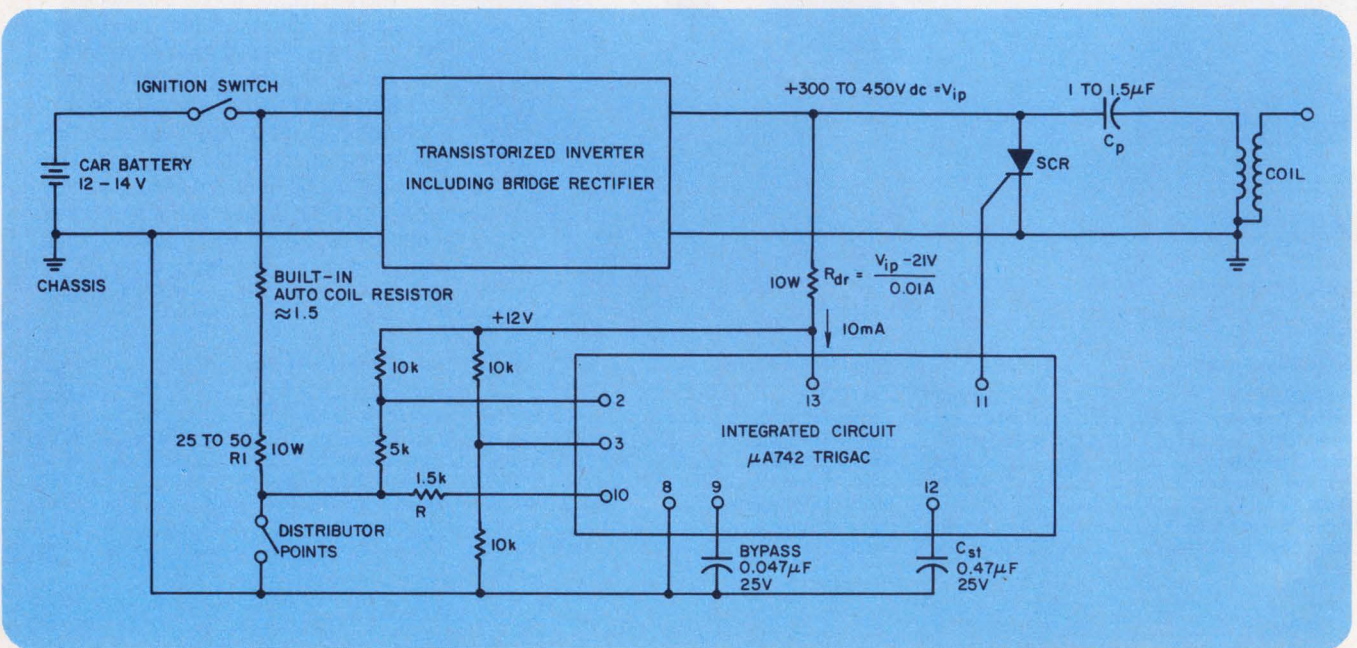 IGNITION SWITCH
+300 TO 450V dc =Vip
1 TO 1.5μF
Cp
CAR BATTERY
12 – 14 V
TRANSISTORIZED INVERTER
INCLUDING BRIDGE RECTIFIER
SCR
COIL
CHASSIS
BUILT-IN
AUTO COIL RESISTOR
≈1.5
10W
Rdr = Vip -21V
0.01A
+12V
10mA
10k
10k
2
13
11
INTEGRATED CIRCUIT
μA742 TRIGAC
25 TO 50
R1
10W
5k
3
1.5k
R
10
8
9
12
DISTRIBUTOR
POINTS
10k
BYPASS
0.047μF
25V
Cst
0.47μF
25V